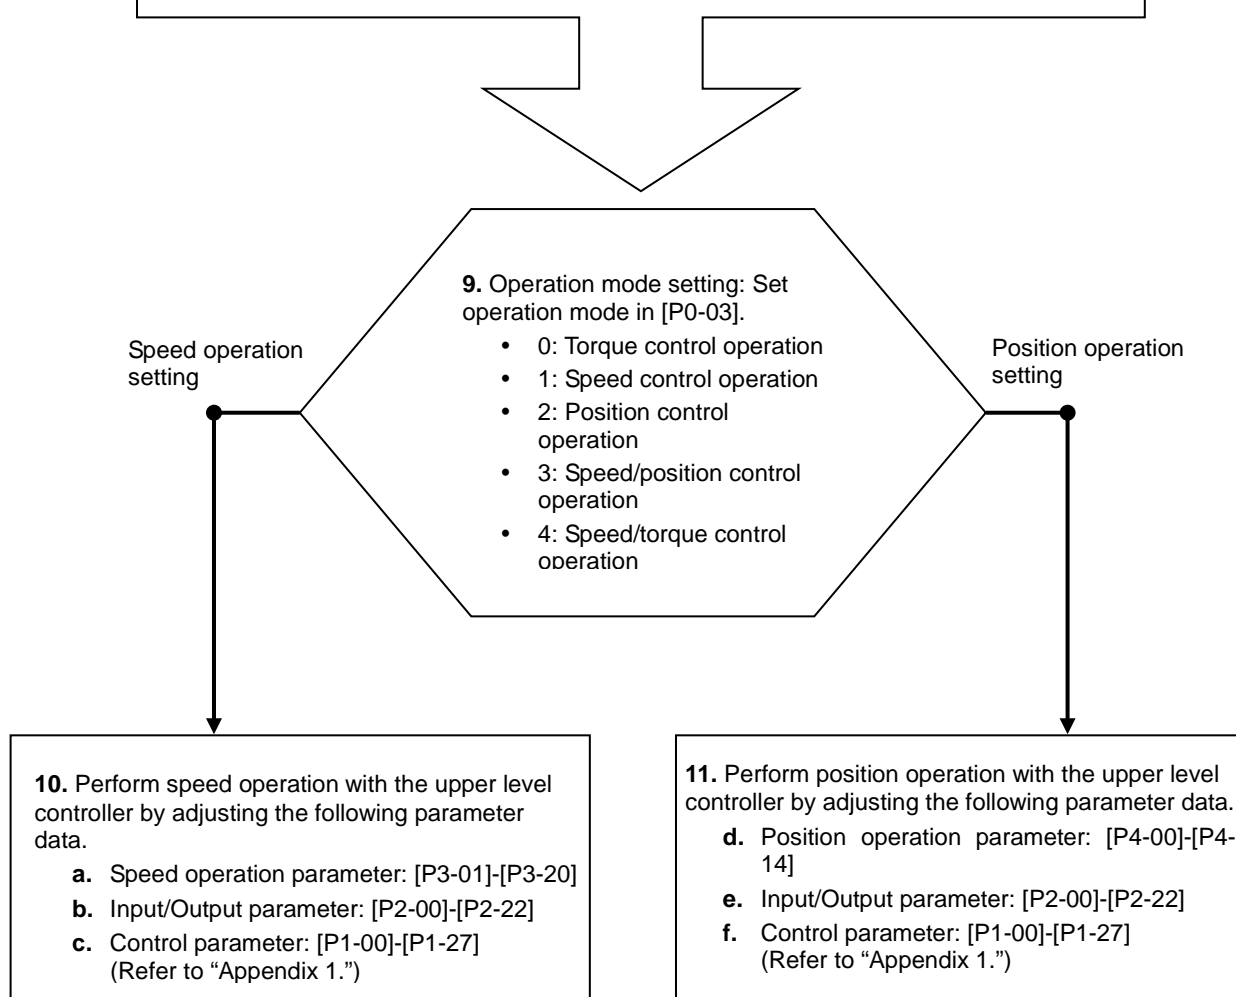 9. Operation mode setting: Set
operation mode in [P0-03].
• 0: Torque control operation
• 1: Speed control operation
• 2: Position control
operation
• 3: Speed/position control
operation
• 4: Speed/torque control
operation
Speed operation
setting
Position operation
setting
10. Perform speed operation with the upper level
controller by adjusting the following parameter
data.
a. Speed operation parameter: [P3-01]-[P3-20]
b. Input/Output parameter: [P2-00]-[P2-22]
c. Control parameter: [P1-00]-[P1-27]
(Refer to “Appendix 1.”)
11. Perform position operation with the upper level
controller by adjusting the following parameter data.
d. Position operation parameter: [P4-00]-[P4-
14]
e. Input/Output parameter: [P2-00]-[P2-22]
f. Control parameter: [P1-00]-[P1-27]
(Refer to “Appendix 1.”)